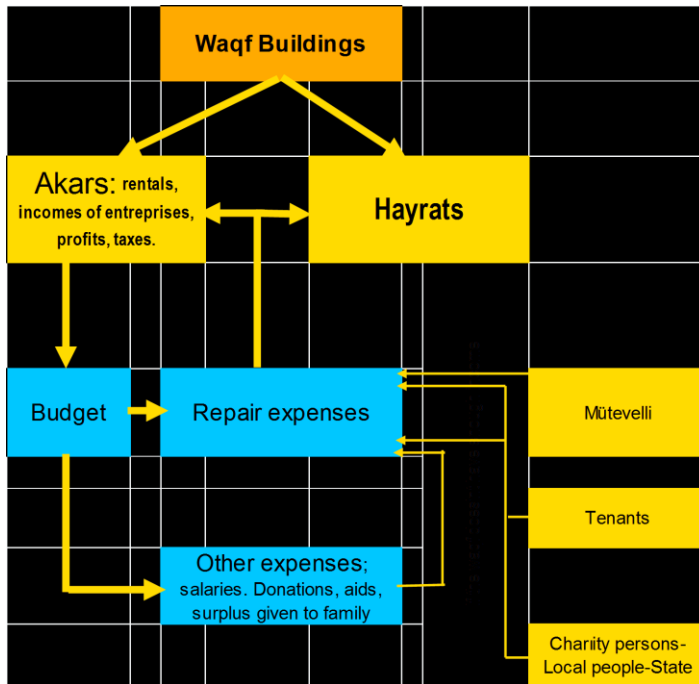 Waqf Buildings
Akars: rentals,
incomes of entreprises,
profits, taxes.
Hayrats
Budget
Repair expenses
Mütevelli
Tenants
Other expenses;
salaries. Donations, aids,
surplus given to family
Charity persons-
Local people-State